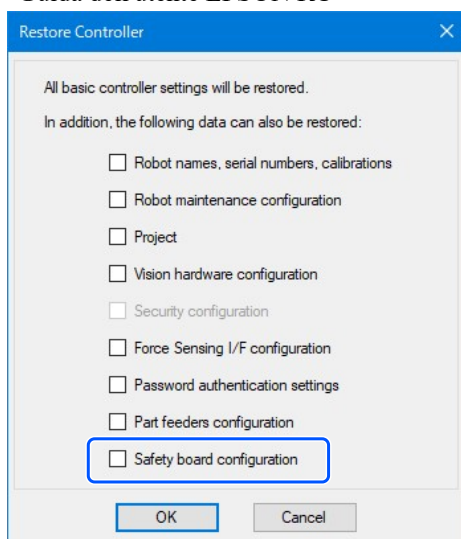 Restore Controller
All basic controller settings will be restored.
In addition, the following data can also be restored:
Robot names, serial numbers, calibrations
Robot maintenance configuration
Project
Vision hardware configuration
Security configuration
Force Sensing I/F configuration
Password authentication settings
Part feeders configuration
Safety board configuration
OK Cancel